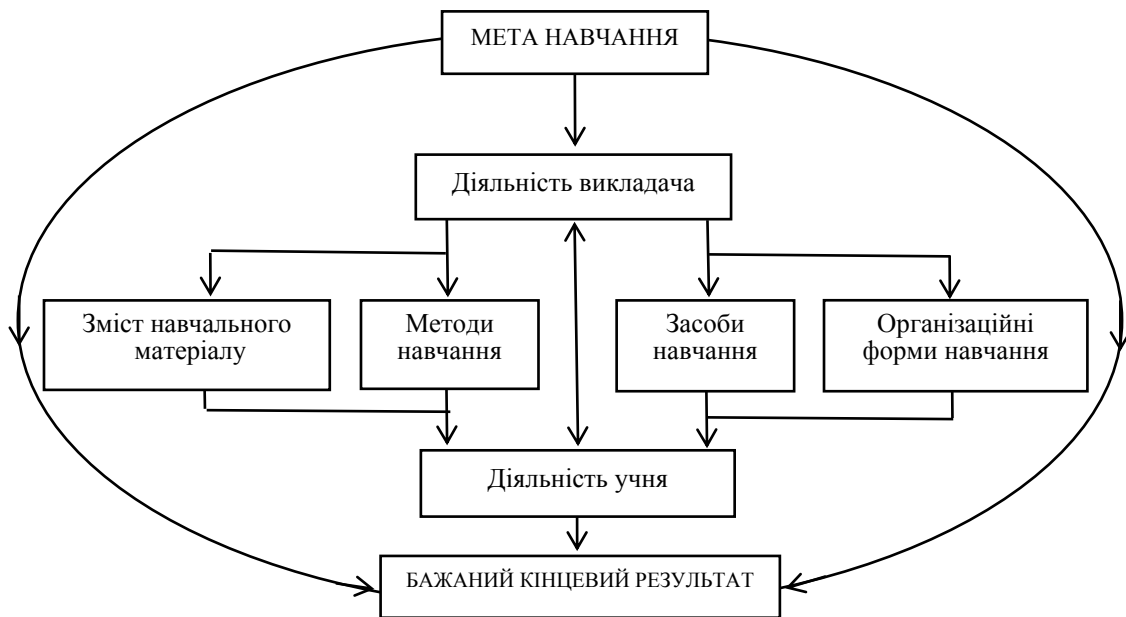 МЕТА НАВЧАННЯ
Діяльність викладача
Зміст навчального
матеріалу
Методи
навчання
Засоби
навчання
Організаційні
форми навчання
Діяльність учня
БАЖАНИЙ КІНЦЕВИЙ РЕЗУЛЬТАТ